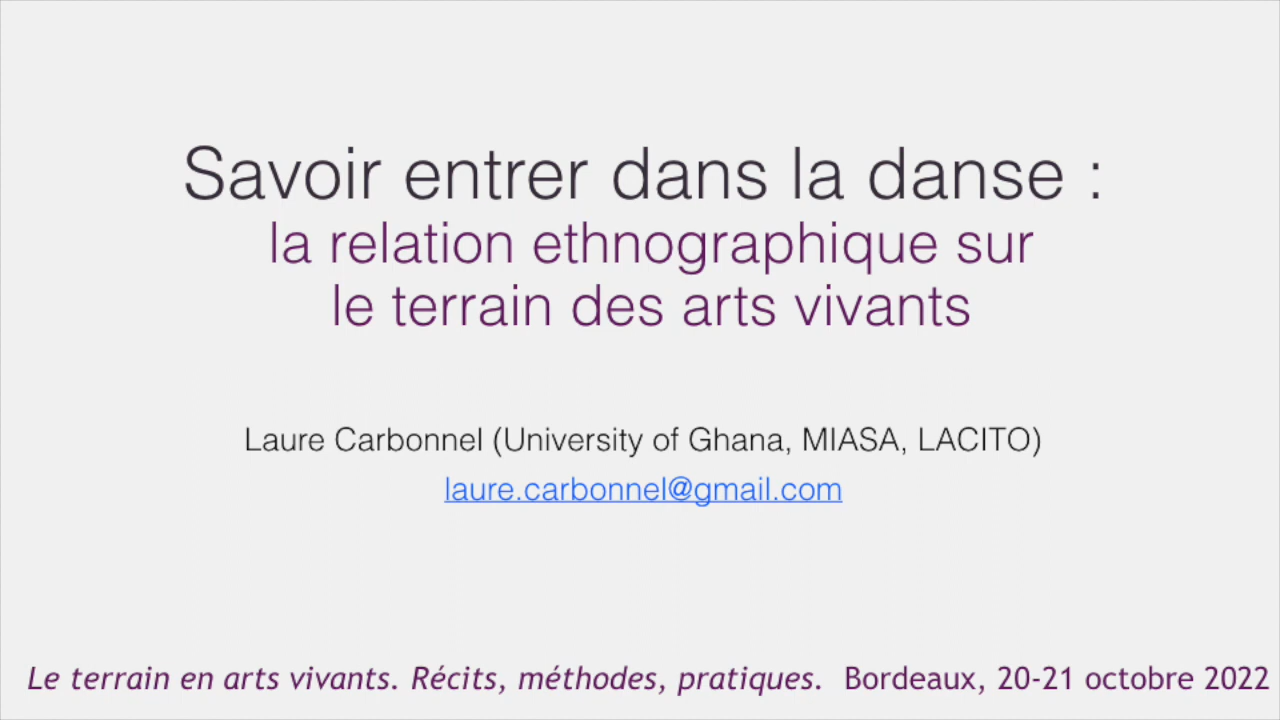 Savoir entrer dans la danse :
la relation ethnographique sur
le terrain des arts vivants
Laure Carbonnel (University of Ghana, MIASA, LACITO)
laure.carbonnel@gmail.com
Le terrain en arts vivants. Récits, méthodes, pratiques. Bordeaux, 20-21 octobre 2022